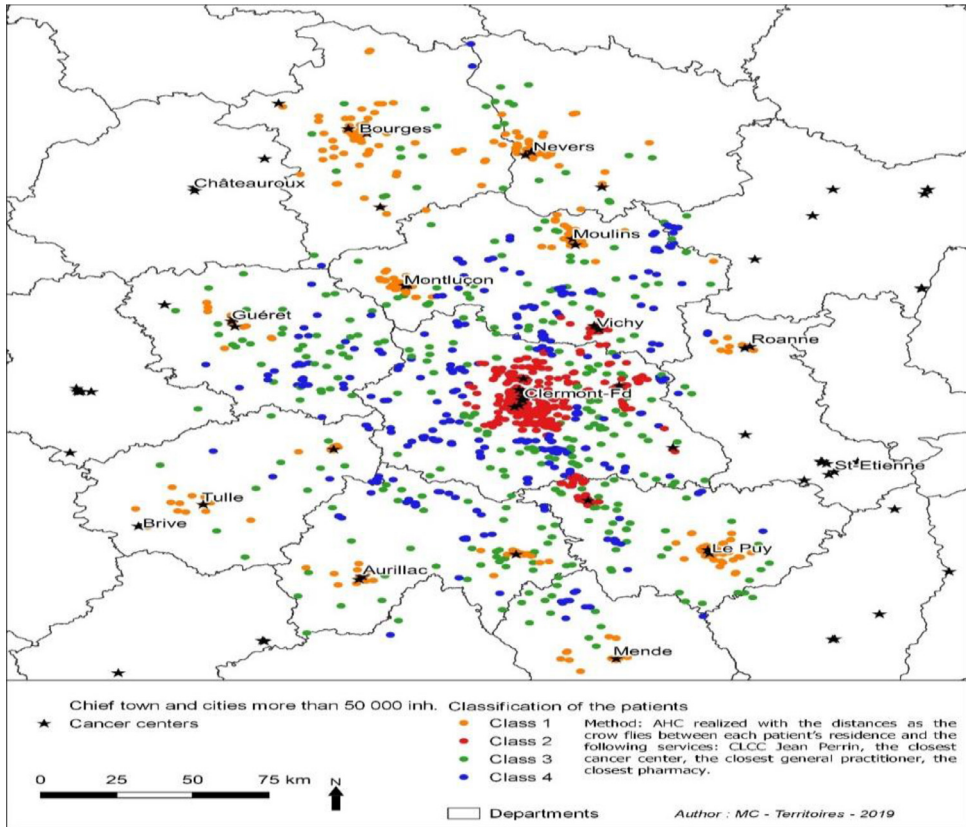 Bourges
Nevers
Châteauroux
Moulins
Montluçon
Guéret
Vichy
Roanne
Clermont-Fd
St-Etienne
Tulle
Brive
Le Puy
Aurillac
Mende
Chief town and cities more than 50 000 inh.
Cancer centers
0 25 50 75 km
N
Classification of the patients
Class 1
Class 2
Class 3
Class 4
Method: AHC realized with the distances as the
crow flies between each patient's residence and the
following services: CLCC Jean Perrin, the closest
cancer center, the closest general practitioner, the
closest pharmacy.
Departments
Author : MC - Territoires - 2019